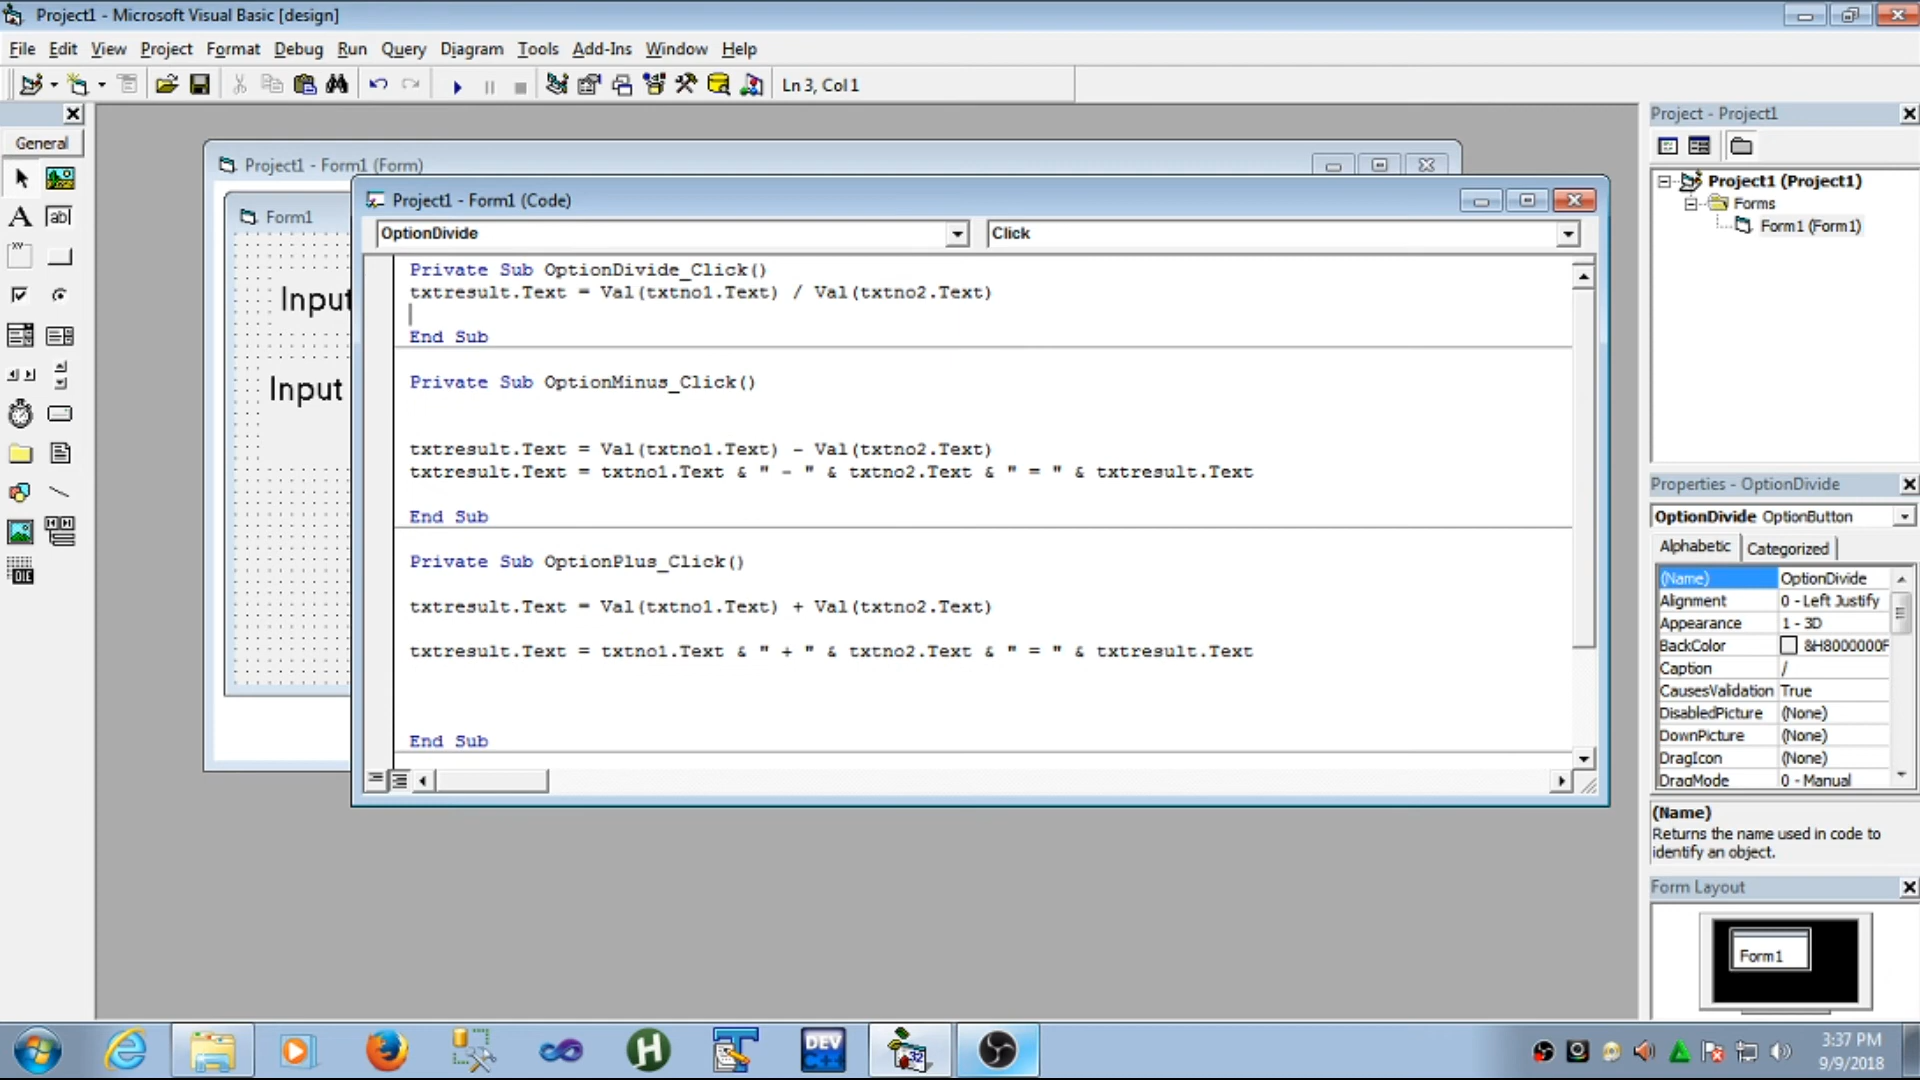 Project1 - Microsoft Visual Basic [design]
File Edit View Project Format Debug Run Query Diagram Tools Add-Ins Window Help
Ln 3, Col 1
General
Project1 - Form1 (Form)
Form1
Input
Input
Project1 - Form1 (Code)
OptionDivide
Click
Private Sub OptionDivide_Click()
txtresult.Text = Val(txtno1.Text) / Val(txtno2.Text)
End Sub
Private Sub OptionMinus_Click()
txtresult.Text = Val(txtno1.Text) - Val(txtno2.Text)
txtresult.Text = txtno1.Text & " - " & txtno2.Text & " = " & txtresult.Text
End Sub
Private Sub OptionPlus_Click()
txtresult.Text = Val(txtno1.Text) + Val(txtno2.Text)
txtresult.Text = txtno1.Text & " + " & txtno2.Text & " = " & txtresult.Text
End Sub
Project - Project1
Project1 (Project1)
Forms
Form1 (Form1)
Properties - OptionDivide
OptionDivide OptionButton
Alphabetic Categorized
(Name) OptionDivide
Alignment 0 - Left Justify
Appearance 1 - 3D
BackColor &H8000000F
Caption /
CausesValidation True
DisabledPicture (None)
DownPicture (None)
DragIcon (None)
DragMode 0 - Manual
(Name)
Returns the name used in code to
identify an object.
Form Layout
Form1
A
ab|
XY
OLE
H
DEV
C++
32
3:37 PM
9/9/2018